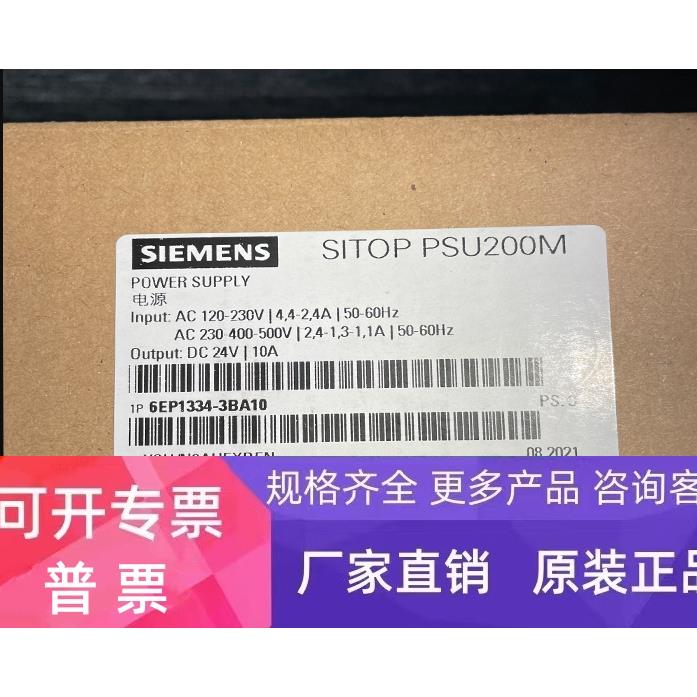 SIEMENS SITOP PSU200M
POWER SUPPLY
电源
Input: AC 120-230V | 4,4-2,4A | 50-60Hz
AC 230-400-500V | 2,4-1,3-1,1A | 50-60Hz
Output: DC 24V | 10A
1P 6EP1334-3BA10 PS:
08.2021
可开专票
普票
规格齐全 更多产品 咨询客
厂家直销 原装正品